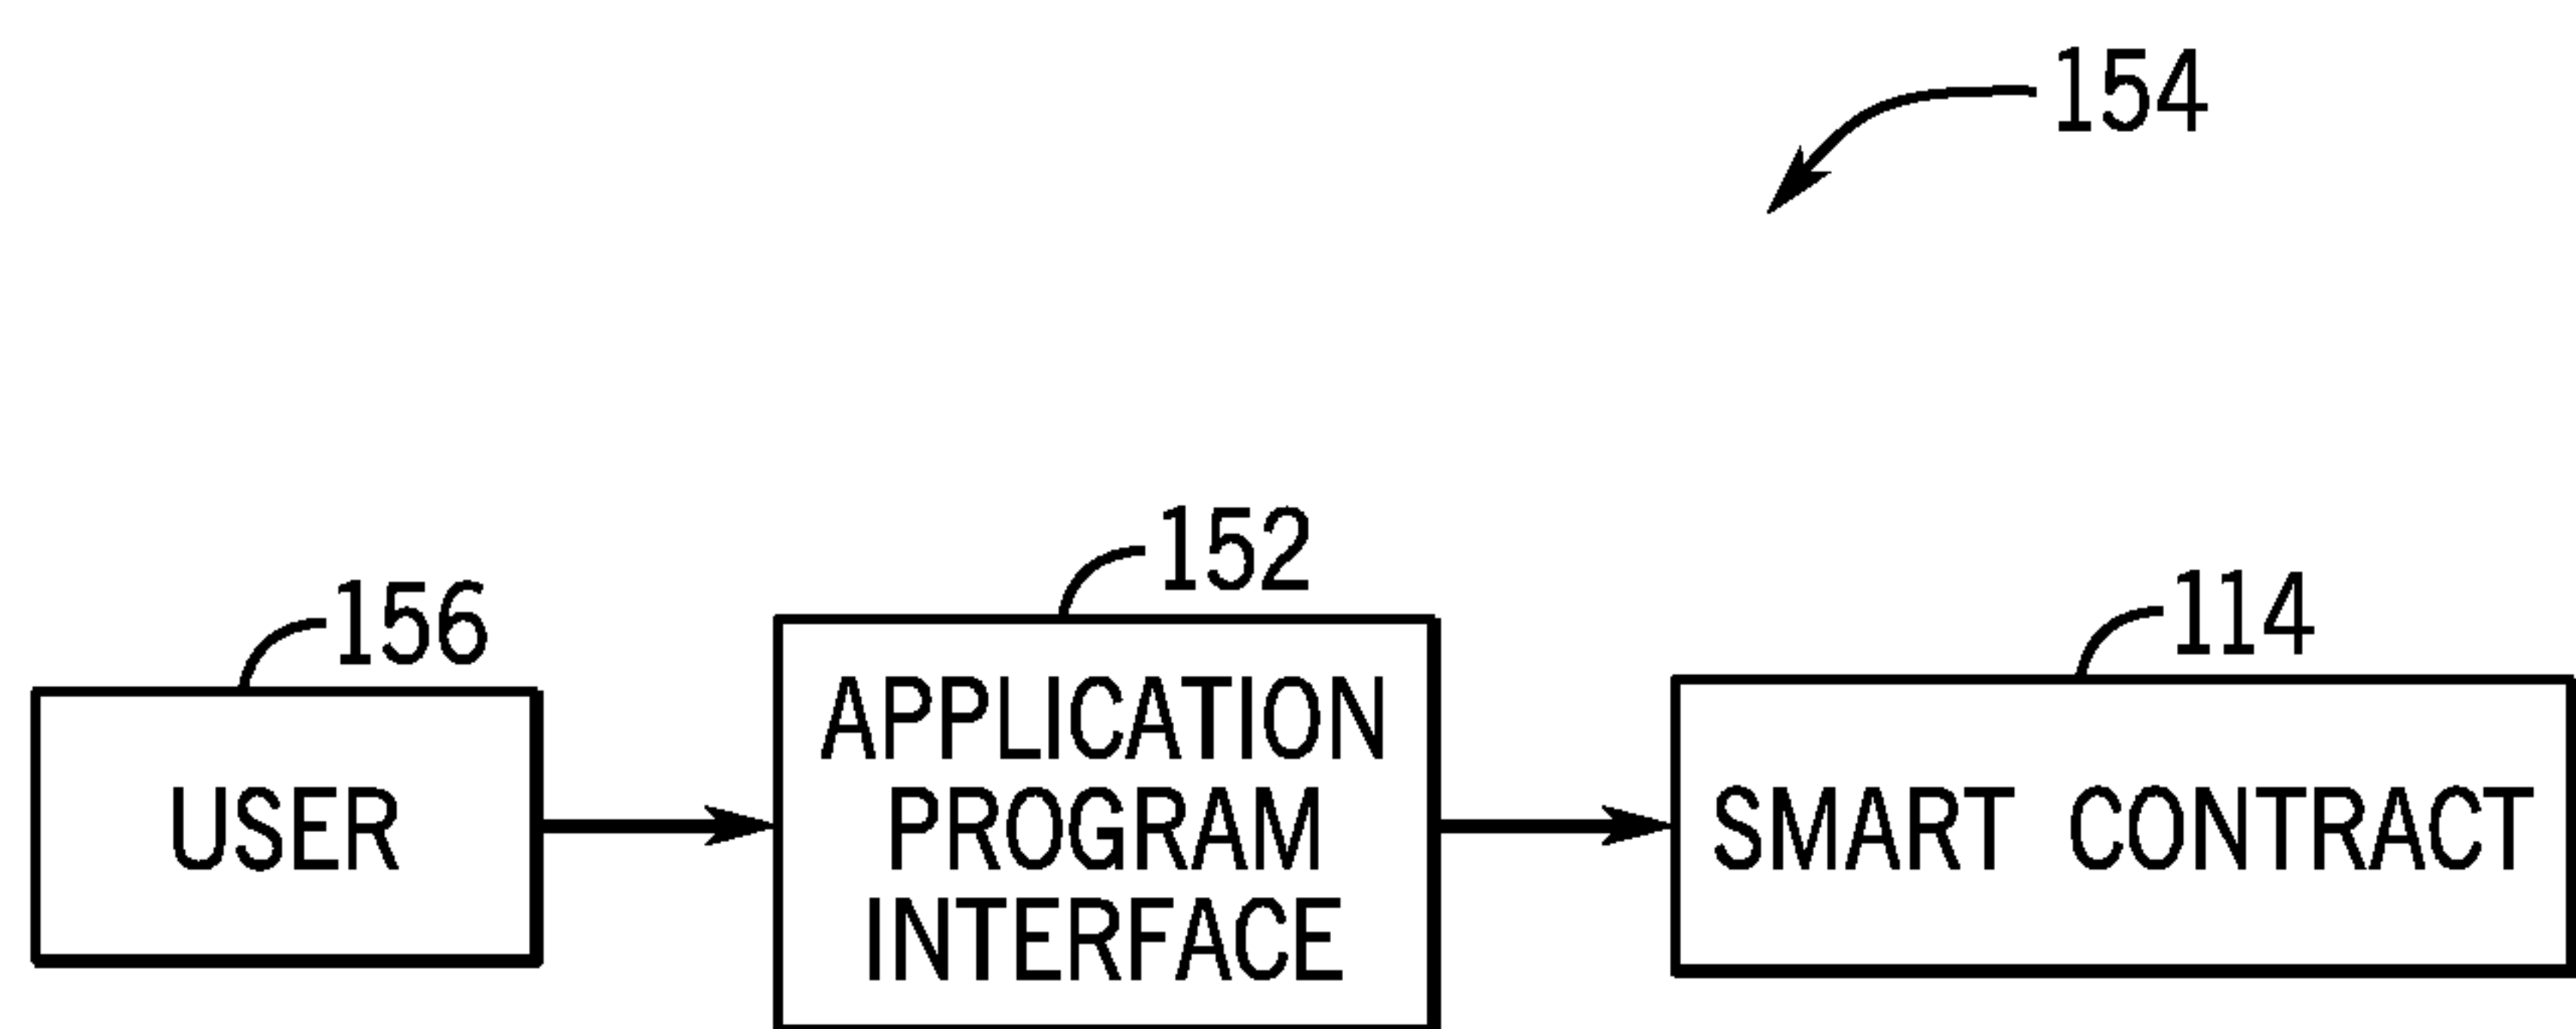 154
152
156
114
USER
APPLICATION
PROGRAM
INTERFACE
SMART CONTRACT